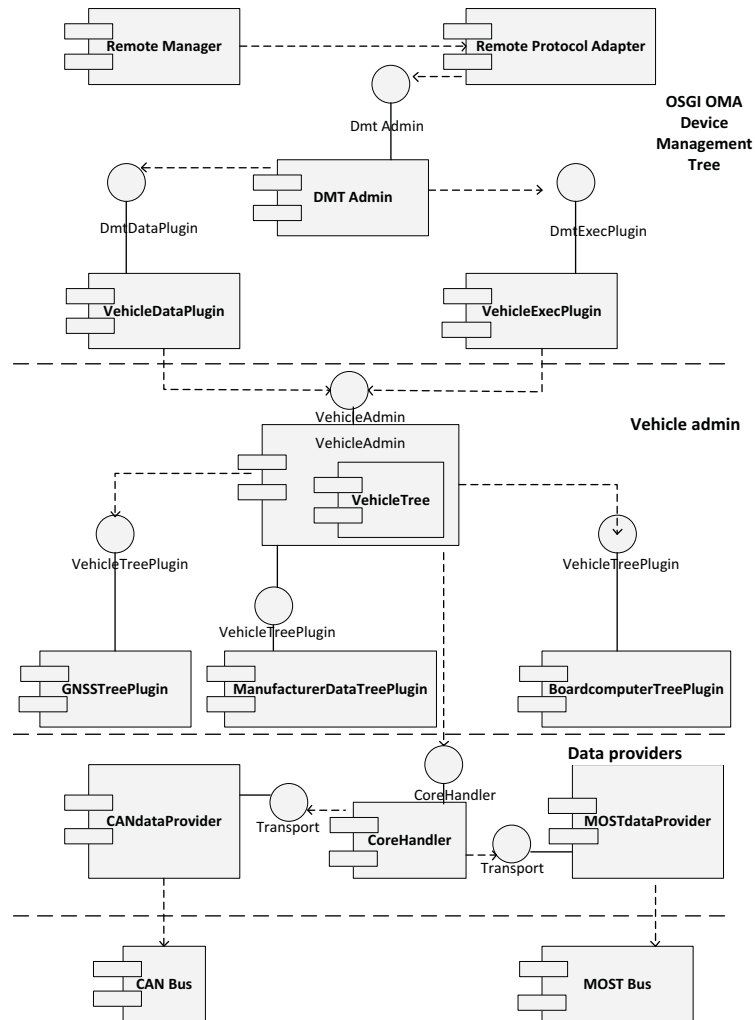 Remote Manager
Remote Protocol Adapter
OSGI OMA
Device
Management
Tree
Dmt Admin
DMT Admin
DmtDataPlugin
DmtExecPlugin
VehicleDataPlugin
VehicleExecPlugin
VehicleAdmin
Vehicle admin
VehicleAdmin
VehicleTree
VehicleTreePlugin
VehicleTreePlugin
VehicleTreePlugin
GNSSTreePlugin
ManufacturerDataTreePlugin
BoardcomputerTreePlugin
Data providers
CoreHandler
CANdataProvider
Transport
CoreHandler
MOSTdataProvider
Transport
CAN Bus
MOST Bus